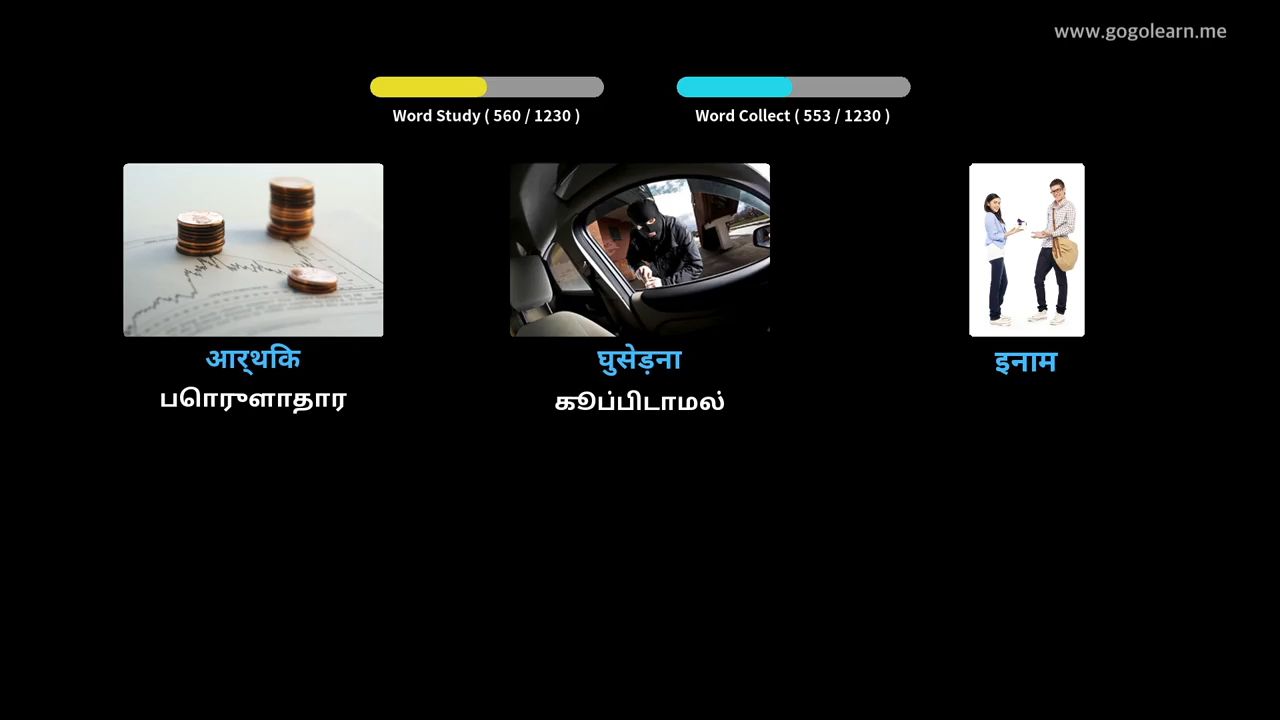 www.gogolearn.me
Word Study ( 560 / 1230 )
Word Collect ( 553 / 1230 )
आर्थिक
घुसेड़ना
इनाम
பொருளாதார
கூப்பிடாமல்